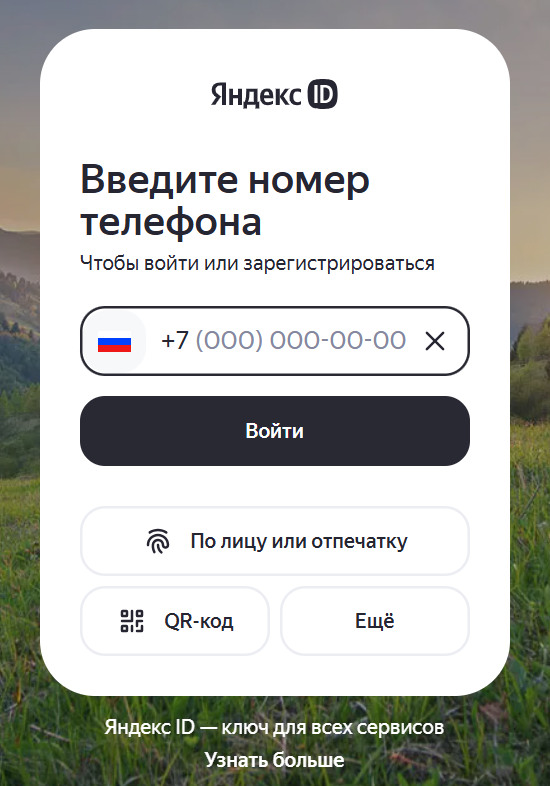 Яндекс ID
Введите номер
телефона
Чтобы войти или зарегистрироваться
+7 (000) 000-00-00
Войти
По лицу или отпечатку
QR-код
Ещё
Яндекс ID — ключ для всех сервисов
Узнать больше